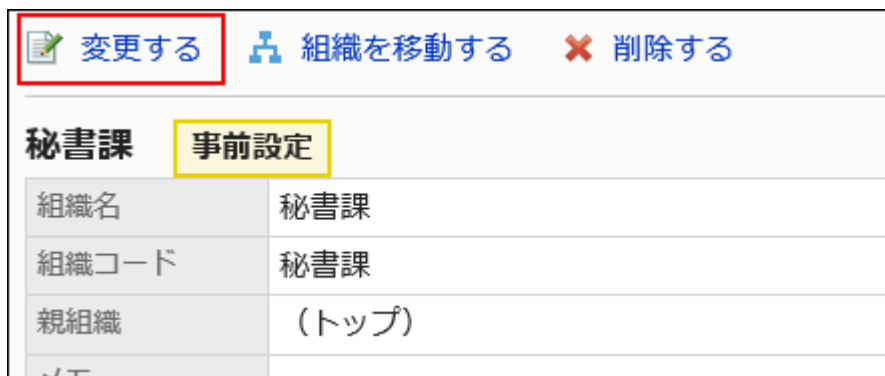 変更する 組織を移動する 削除する
秘書課 事前設定
組織名 秘書課
組織コード 秘書課
親組織 （トップ）